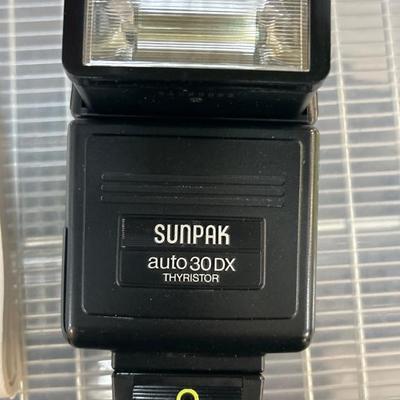 SUNPAK
auto 30 DX
THYRISTOR